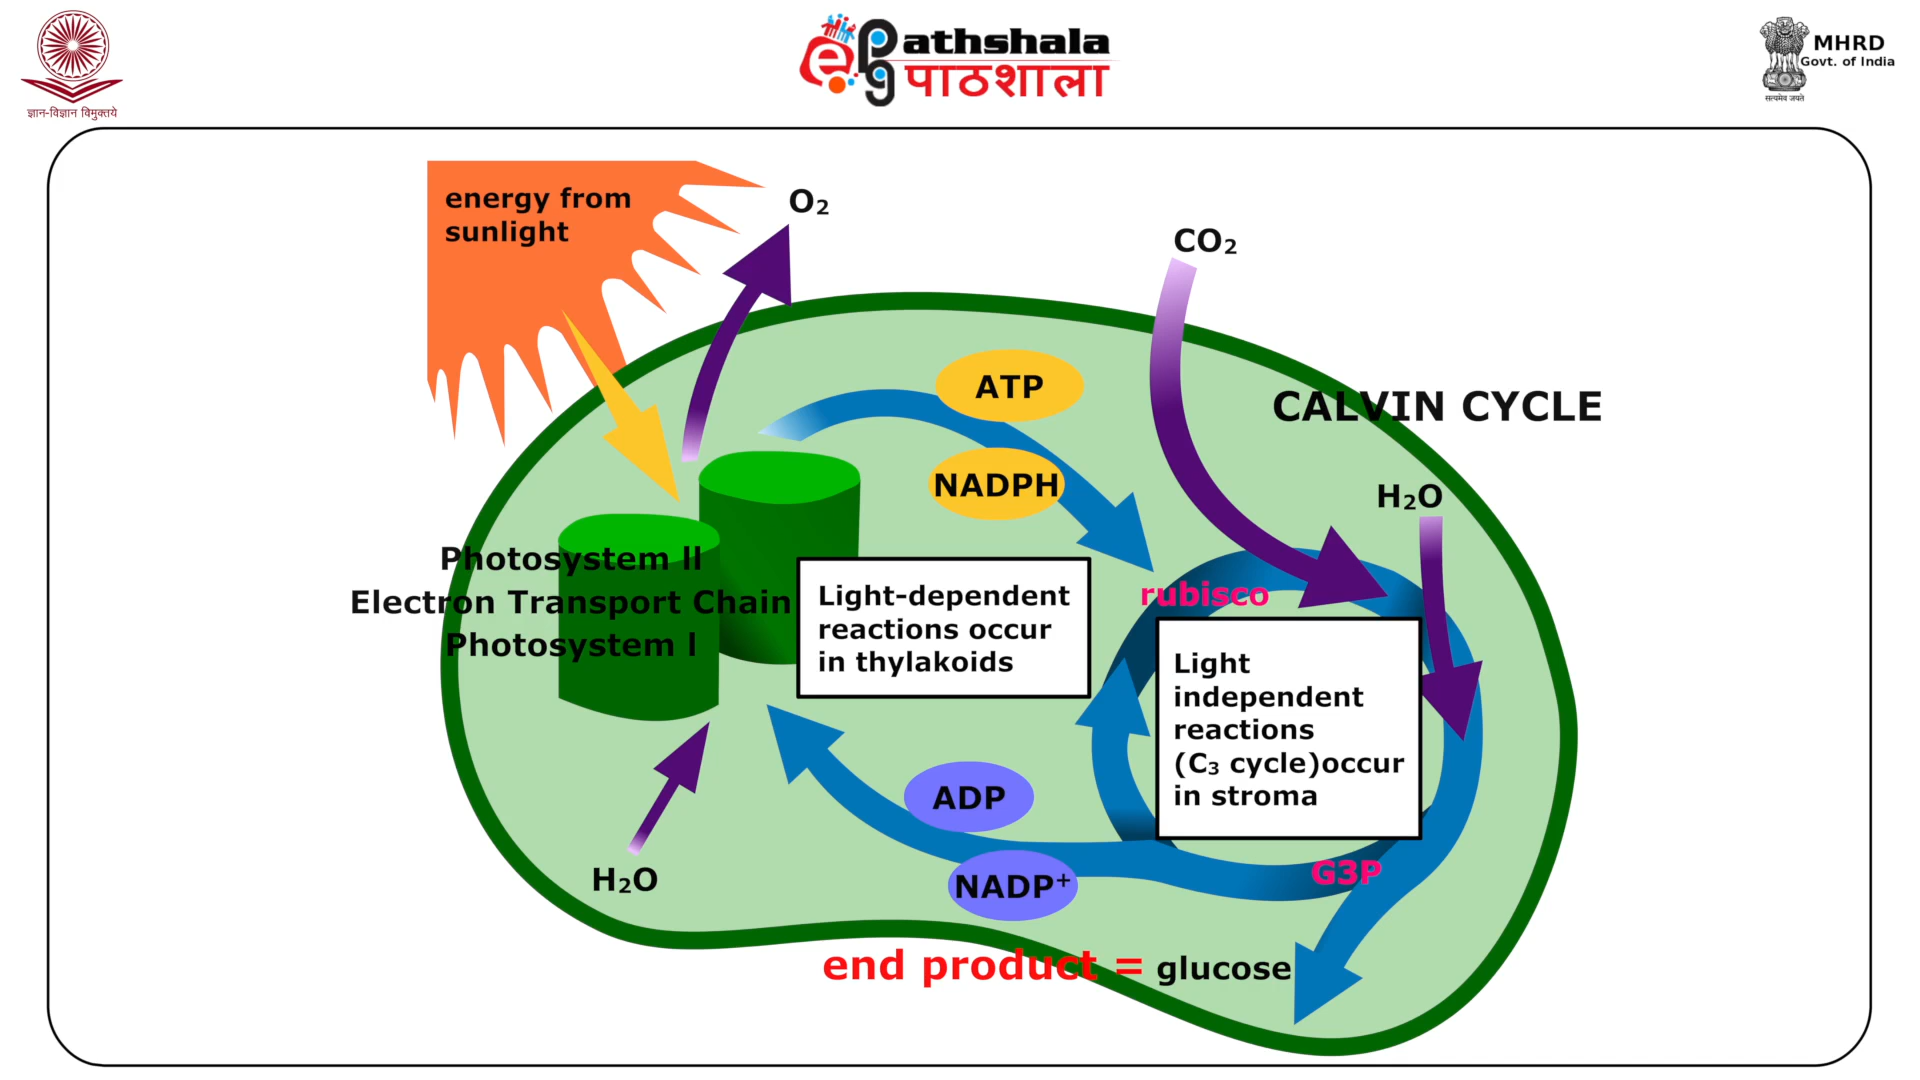 ज्ञान-विज्ञान विमुक्तये
ePG Pathshala
पाठशाला
MHRD
Govt. of India
सत्यमेव जयते
energy from
sunlight
O₂
CO₂
CALVIN CYCLE
ATP
NADPH
H₂O
Photosystem II
Electron Transport Chain
Photosystem I
Light-dependent
reactions occur
in thylakoids
rubisco
Light
independent
reactions
(C₃ cycle)occur
in stroma
ADP
NADP⁺
G3P
H₂O
end product = glucose